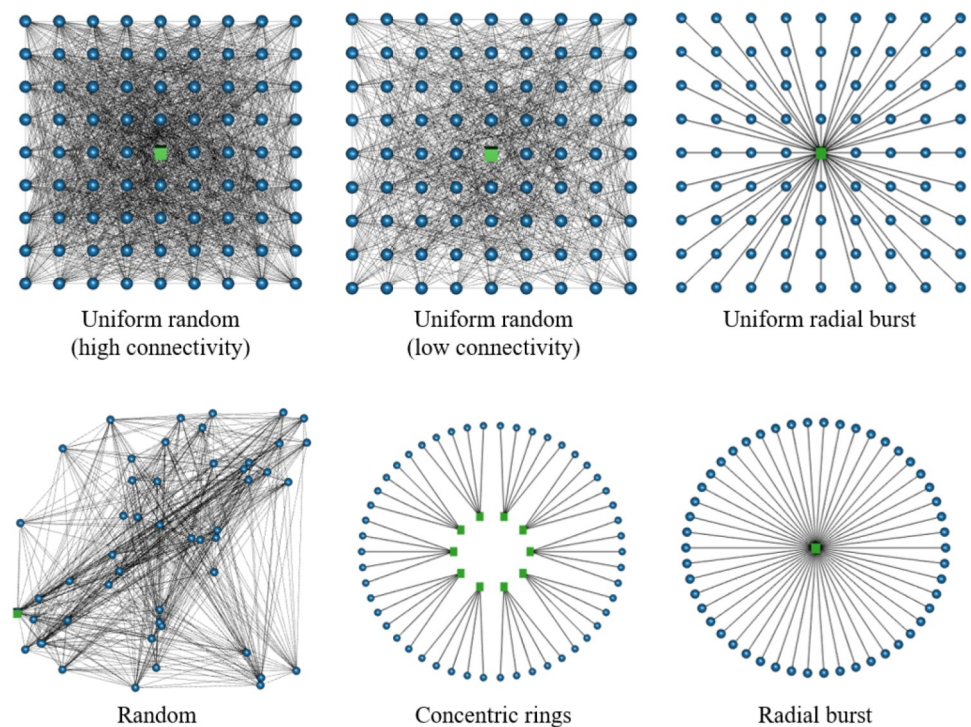 Uniform random
(high connectivity)
Uniform random
(low connectivity)
Uniform radial burst
Random
Concentric rings
Radial burst